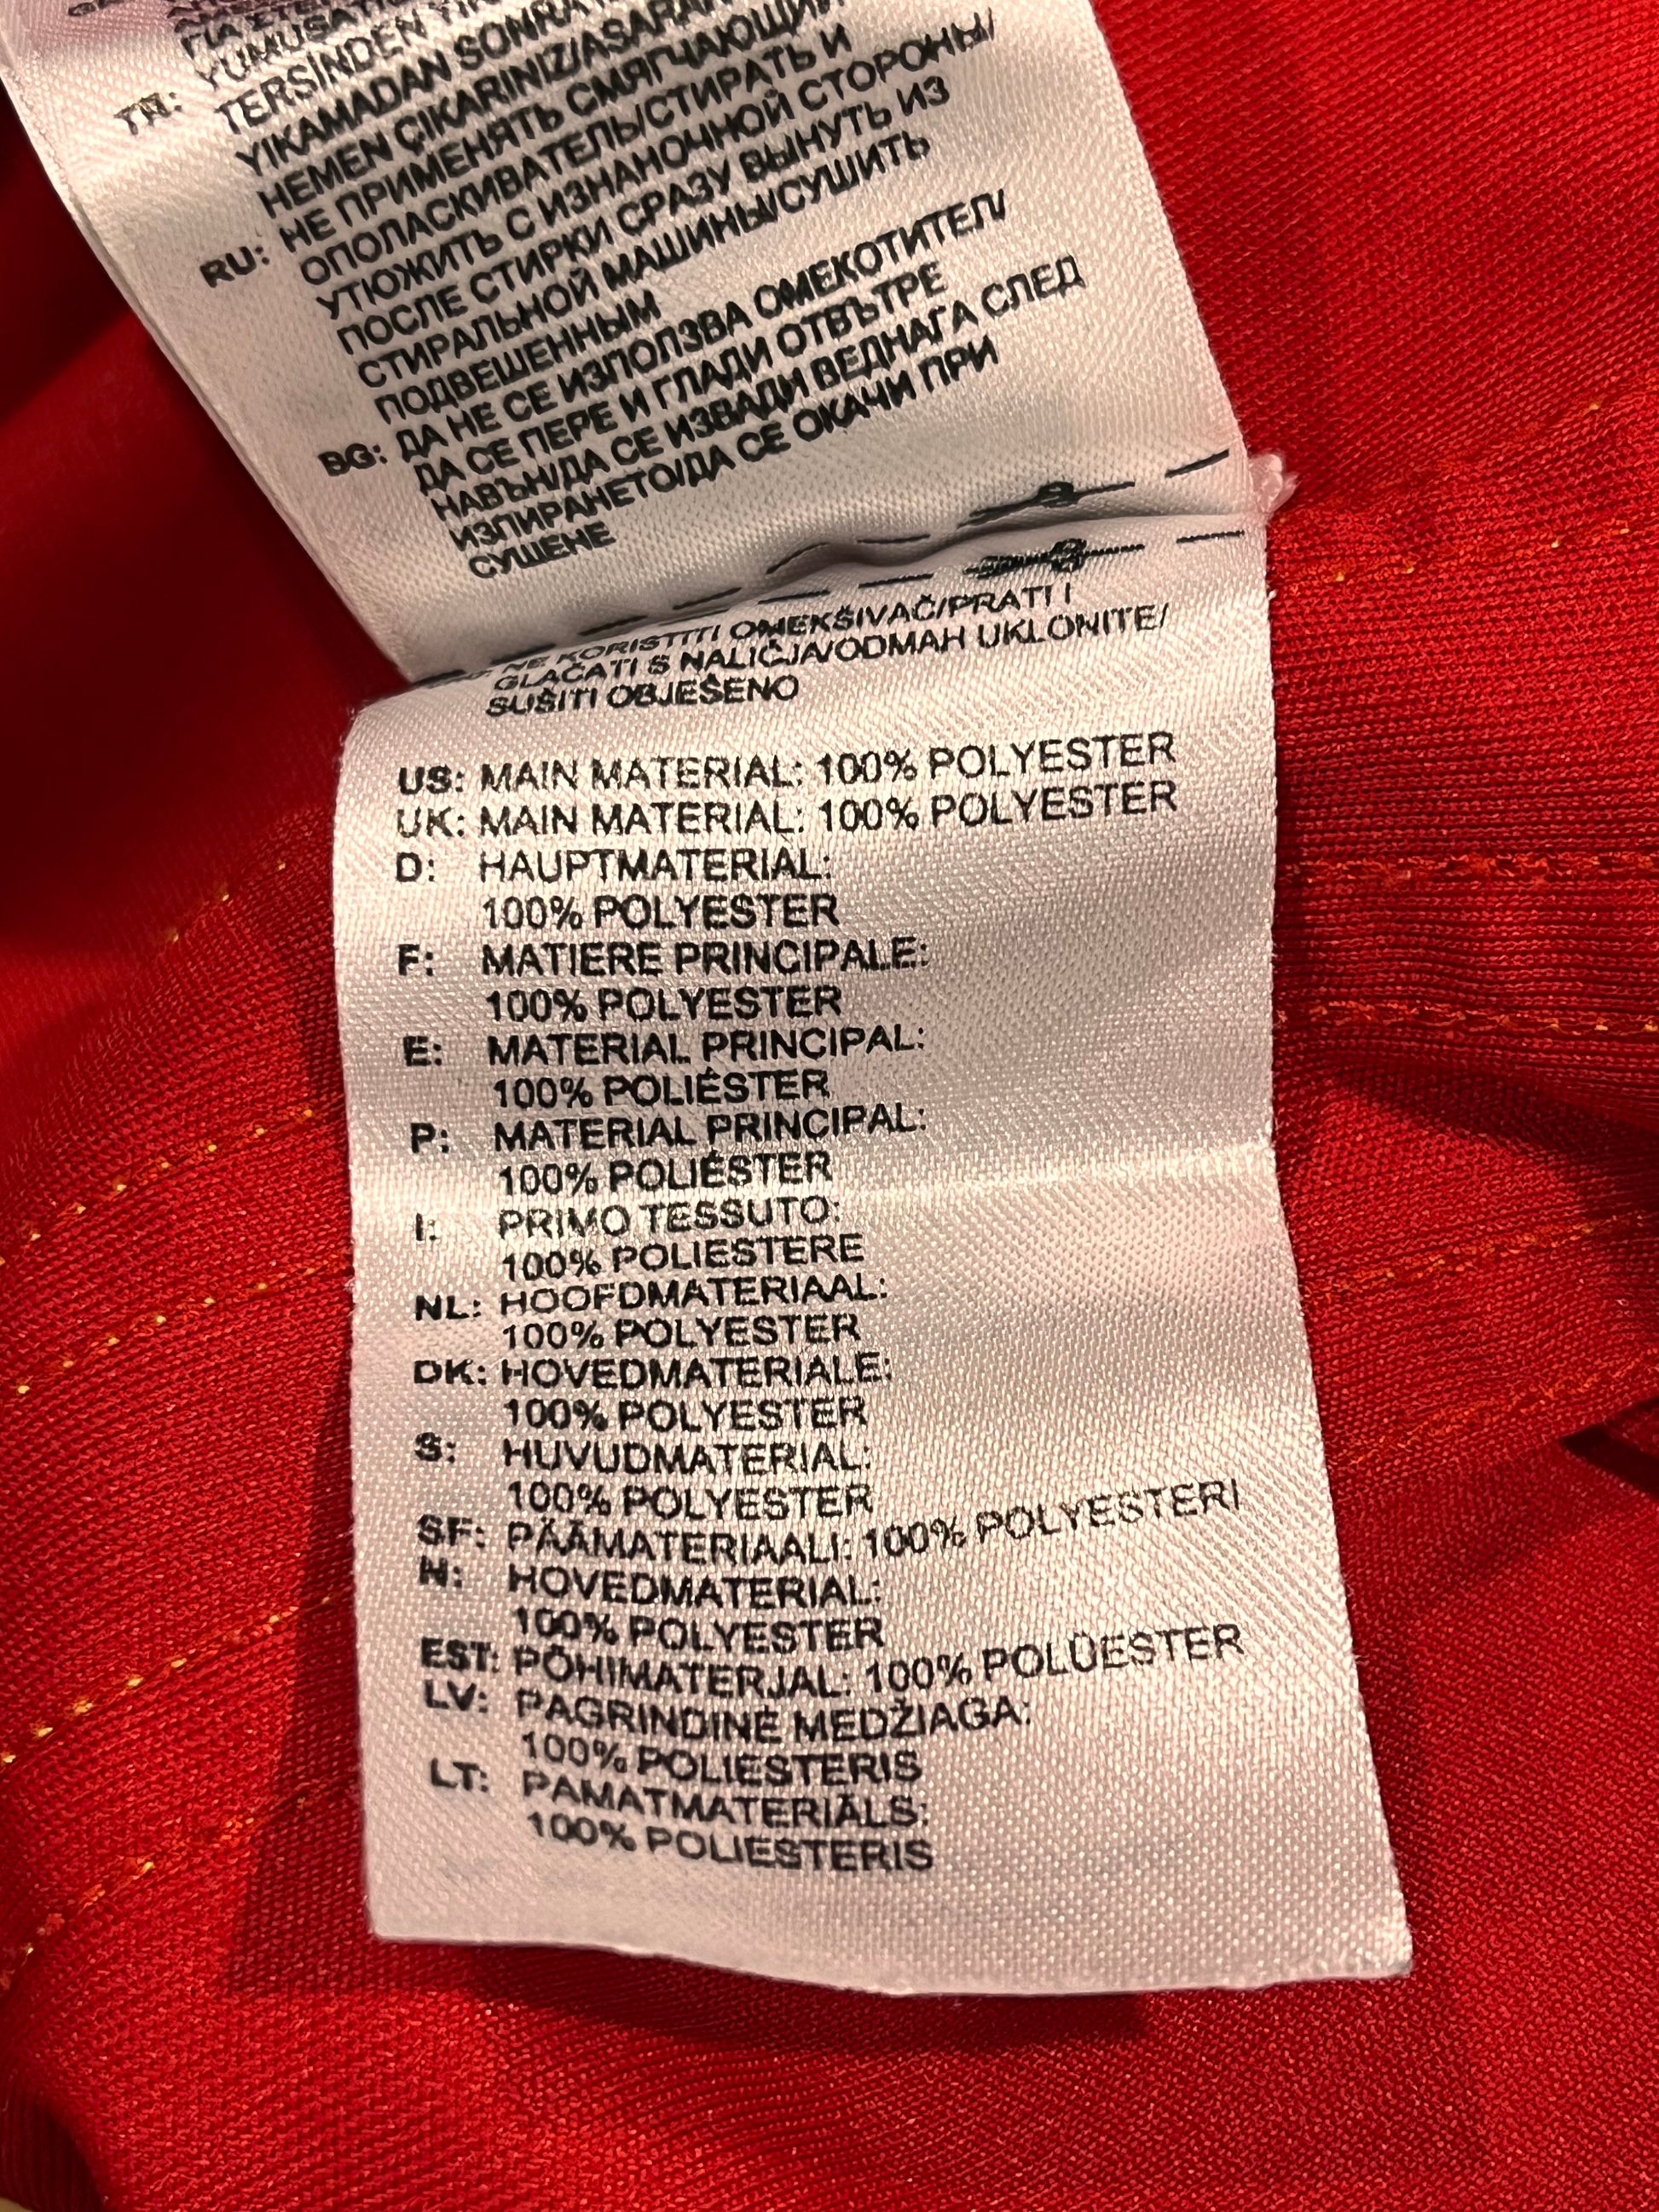 ΓΙΑ
YUMUŞAT
TR: TERSİNDEN
YIKAMADAN SONRA
HEMEN ÇIKARINIZ/ASARAK
RU: НЕ ПРИМЕНЯТЬ СМЯГЧАЮЩИЙ
ОПОЛАСКИВАТЕЛЬ/СТИРАТЬ И
УТЮЖИТЬ С ИЗНАНОЧНОЙ СТОРОНЫ/
ПОСЛЕ СТИРКИ СРАЗУ ВЫНУТЬ ИЗ
СТИРАЛЬНОЙ МАШИНЫ/СУШИТЬ
ПОДВЕШЕННЫМ
BG: ДА НЕ СЕ ИЗПОЛЗВА ОМЕКОТИТЕЛ/
ДА СЕ ПЕРЕ И ГЛАДИ ОТВЪТРЕ
НАВЪН/ДА СЕ ИЗВАДИ ВЕДНАГА СЛЕД
ИЗПИРАНЕТО/ДА СЕ ОКАЧИ ПРИ
СУШЕНЕ
NE KORISTITI OMEKŠIVAČ/PRATI I
GLAČATI S NALIČJA/ODMAH UKLONITE/
SUŠITI OBJEŠENO
US: MAIN MATERIAL: 100% POLYESTER
UK: MAIN MATERIAL: 100% POLYESTER
D: HAUPTMATERIAL:
100% POLYESTER
F: MATIERE PRINCIPALE:
100% POLYESTER
E: MATERIAL PRINCIPAL:
100% POLIÉSTER
P: MATERIAL PRINCIPAL:
100% POLIÉSTER
I: PRIMO TESSUTO:
100% POLIESTERE
NL: HOOFDMATERIAAL:
100% POLYESTER
DK: HOVEDMATERIALE:
100% POLYESTER
S: HUVUDMATERIAL:
100% POLYESTER
SF: PÄÄMATERIAALI: 100% POLYESTERI
N: HOVEDMATERIAL:
100% POLYESTER
EST: PÕHIMATERJAL: 100% POLÜESTER
LV: PAGRINDINĖ MEDŽIAGA:
100% POLIESTERIS
LT: PAMATMATERIĀLS:
100% POLIESTERIS